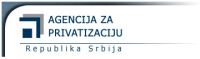 AGENCIJA ZA
PRIVATIZACIJU
Republika Srbija